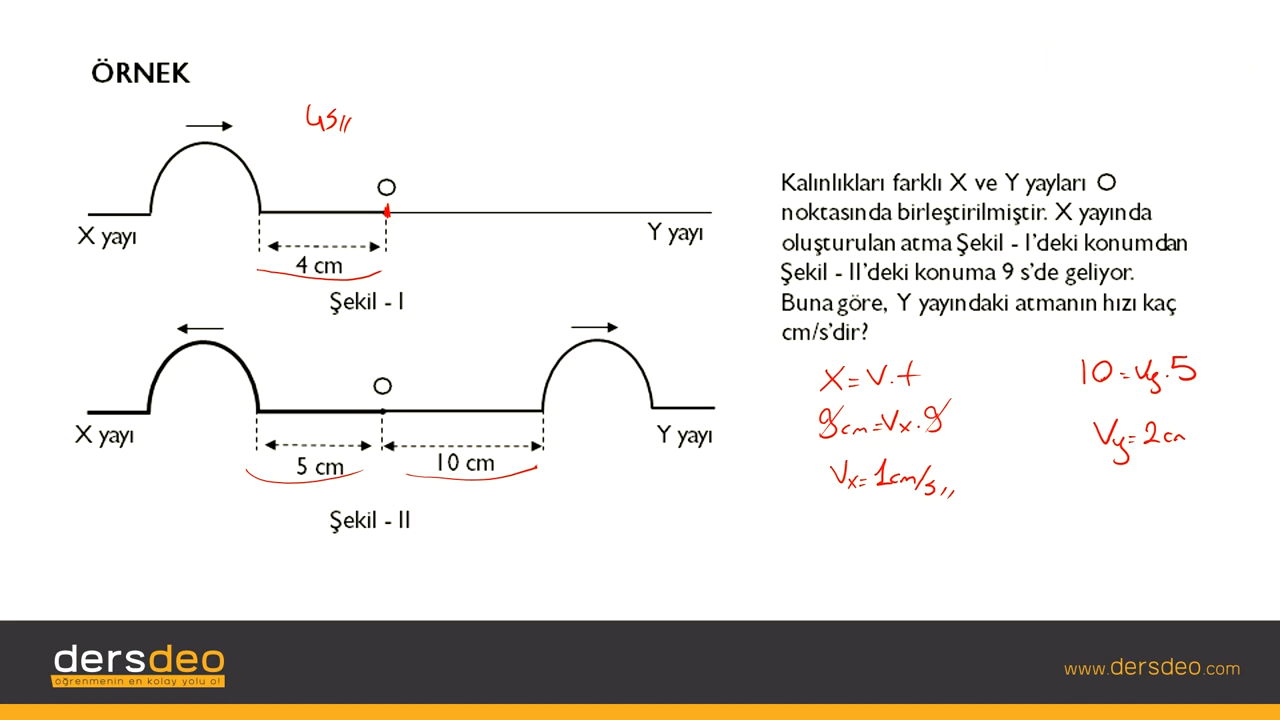 ÖRNEK
4s
O
X yayı
Y yayı
4 cm
Şekil - I
O
X yayı
Y yayı
5 cm
10 cm
Şekil - II
Kalınlıkları farklı X ve Y yayları O
noktasında birleştirilmiştir. X yayında
oluşturulan atma Şekil - I'deki konumdan
Şekil - II'deki konuma 9 s'de geliyor.
Buna göre, Y yayındaki atmanın hızı kaç
cm/s'dir?
X = V . t
9cm = Vx . 9
Vx = 1cm/s
10 = Vy . 5
Vy = 2 cm
dersdeo
öğrenmenin en kolay yolu o!
www.dersdeo.com